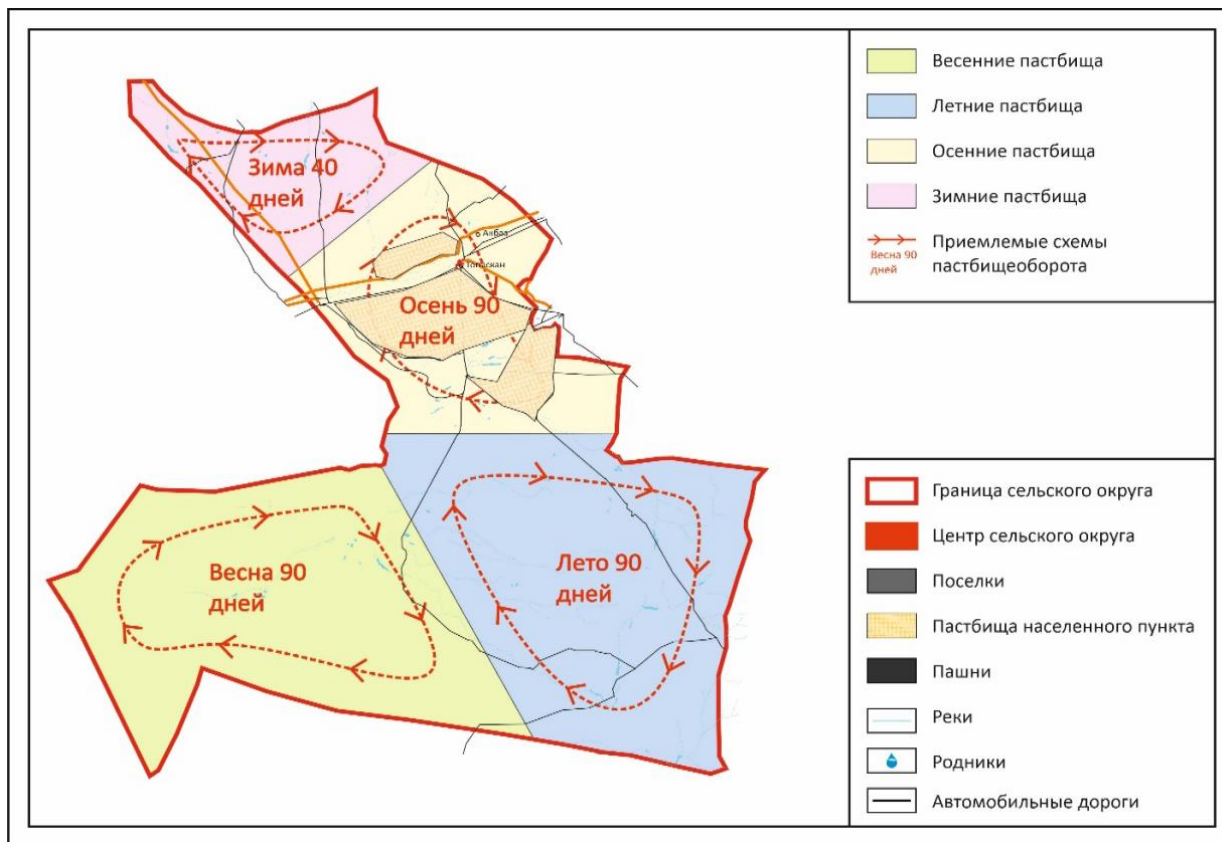 Зима 40
дней
Осень 90
дней
Весна 90
дней
Лето 90
дней
Весенние пастбища
Летние пастбища
Осенние пастбища
Зимние пастбища
Весна 90
дней
Приемлемые схемы
пастбищеоборота
Граница сельского округа
Центр сельского округа
Поселки
Пастбища населенного пункта
Пашни
Реки
Родники
Автомобильные дороги